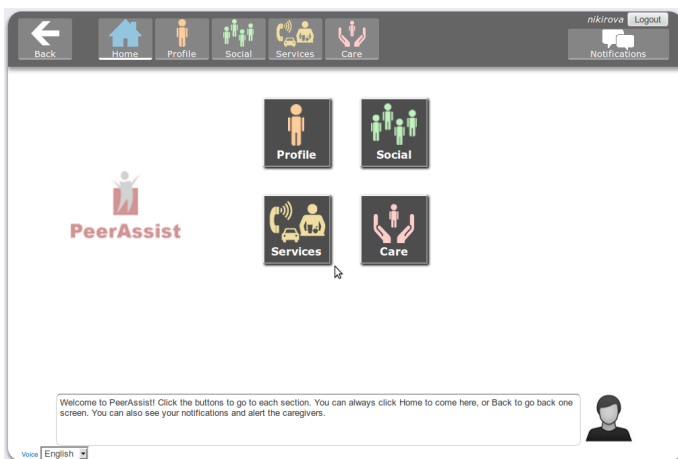 nikirova Logout
Back Home Profile Social Services Care Notifications
Profile Social
PeerAssist
Services Care
Welcome to PeerAssist! Click the buttons to go to each section. You can always click Home to come here, or Back to go back one
screen. You can also see your notifications and alert the caregivers.
Voice English